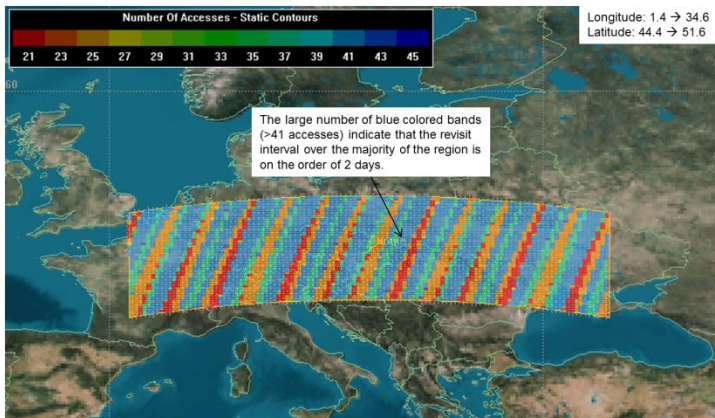 Number Of Accesses - Static Contours
21 23 25 27 29 31 33 35 37 39 41 43 45
Longitude: 1.4 → 34.6
Latitude: 44.4 → 51.6
60
The large number of blue colored bands
(>41 accesses) indicate that the revisit
interval over the majority of the region is
on the order of 2 days.